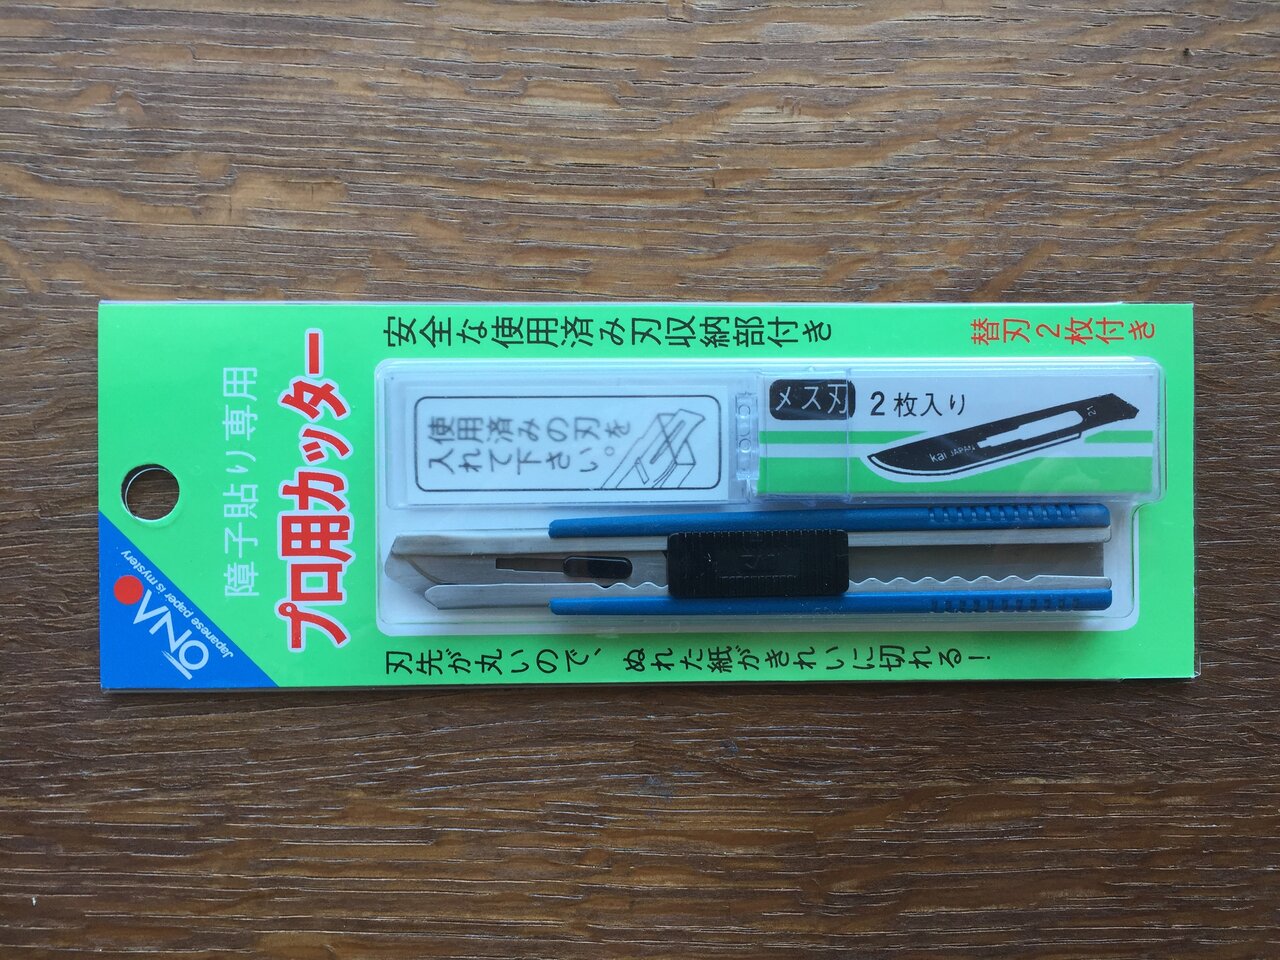 障子貼り専用
プロ用カッター
IONA
Japanese paper is mystery
安全な使用済み刃収納部付き
替刃2枚付き
使用済みの刃を
入れて下さい。
メス刃 2枚入り
kai JAPAN 21
刃先が丸いので、ぬれた紙がきれいに切れる!